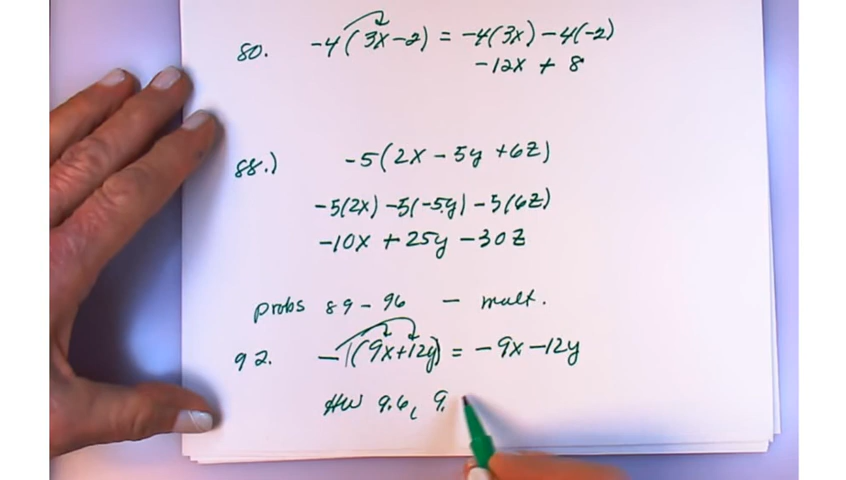 80. -4(3x-2) = -4(3x) -4(-2)
-12x + 8
88.) -5(2x - 5y + 6z)
-5(2x) -5(-5y) - 5(6z)
-10x + 25y - 30z
probs 89 - 96 - mult.
92. -1(9x+12y) = -9x-12y
HW 9.6, 9.